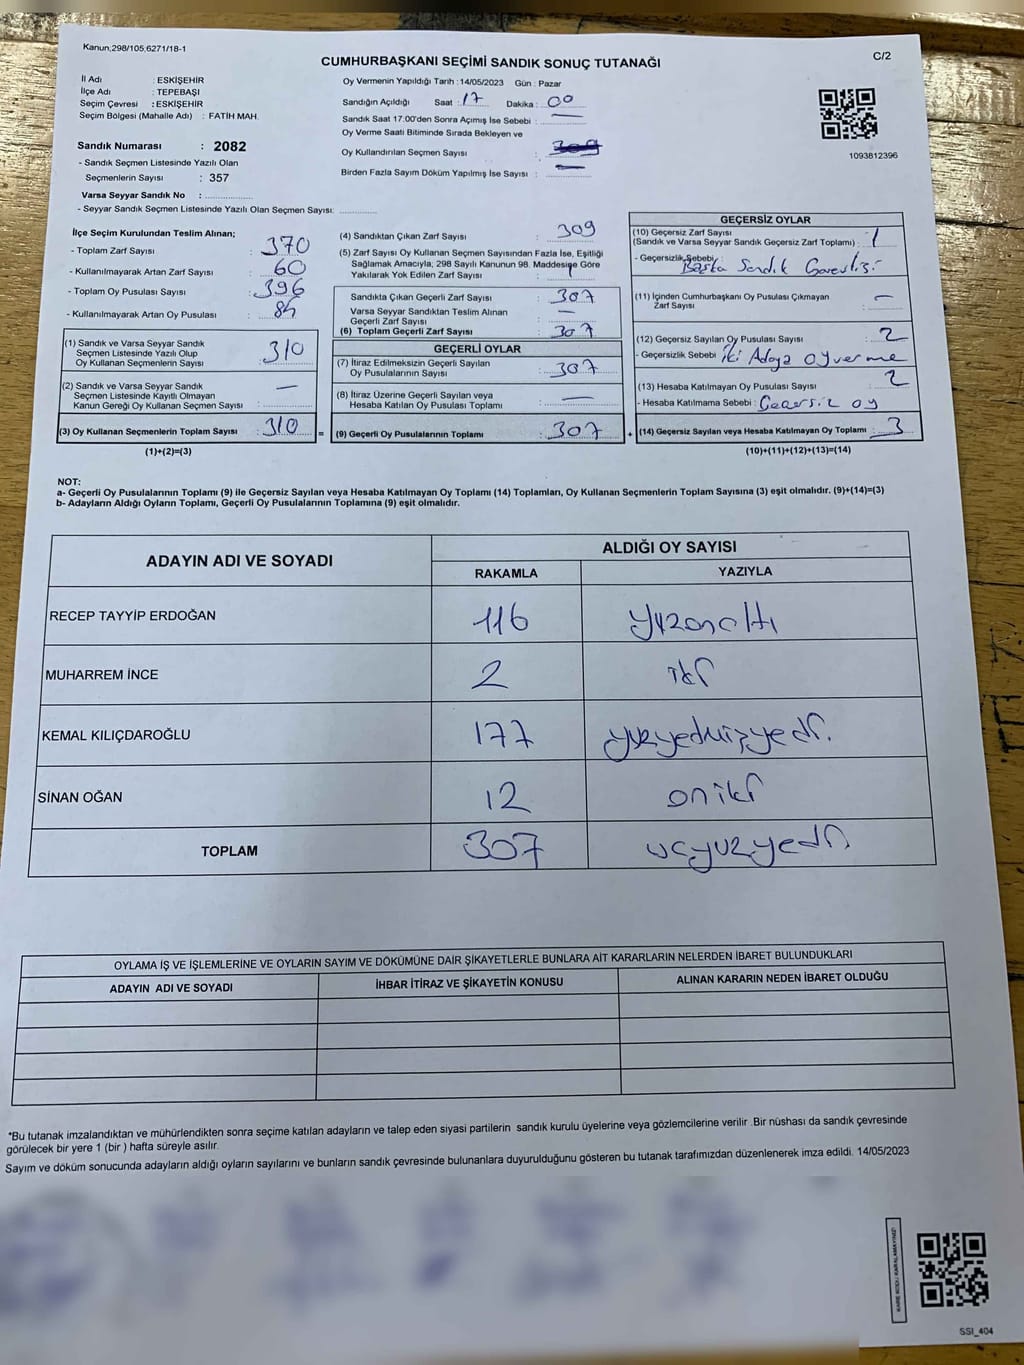 Kanun;298/105;6271/18-1
C/2
CUMHURBAŞKANI SEÇİMİ SANDIK SONUÇ TUTANAĞI
İl Adı : ESKİŞEHİR
İlçe Adı : TEPEBAŞI
Seçim Çevresi : ESKİŞEHİR
Seçim Bölgesi (Mahalle Adı) : FATİH MAH.
Sandık Numarası : 2082
- Sandık Seçmen Listesinde Yazılı Olan
Seçmenlerin Sayısı : 357
Varsa Seyyar Sandık No :
- Seyyar Sandık Seçmen Listesinde Yazılı Olan Seçmen Sayısı:
Oy Vermenin Yapıldığı Tarih : 14/05/2023 Gün : Pazar
Sandığın Açıldığı Saat : 17 Dakika : 00
Sandık Saat 17:00'den Sonra Açımış İse Sebebi : —
Oy Verme Saati Bitiminde Sırada Bekleyen ve
Oy Kullandırılan Seçmen Sayısı :
Birden Fazla Sayım Döküm Yapılmış İse Sayısı : —
1093812396
İlçe Seçim Kurulundan Teslim Alınan;
- Toplam Zarf Sayısı : 370
- Kullanılmayarak Artan Zarf Sayısı : 60
- Toplam Oy Pusulası Sayısı : 396
- Kullanılmayarak Artan Oy Pusulası :
(1) Sandık ve Varsa Seyyar Sandık
Seçmen Listesinde Yazılı Olup
Oy Kullanan Seçmenlerin Sayısı : 310
(2) Sandık ve Varsa Seyyar Sandık
Seçmen Listesinde Kayıtlı Olmayan
Kanun Gereği Oy Kullanan Seçmen Sayısı : —
(3) Oy Kullanan Seçmenlerin Toplam Sayısı : 310 =
(1)+(2)=(3)
(4) Sandıktan Çıkan Zarf Sayısı : 309
(5) Zarf Sayısı Oy Kullanan Seçmen Sayısından Fazla İse, Eşitliği
Sağlamak Amacıyla, 298 Sayılı Kanunun 98. Maddesine Göre
Yakılarak Yok Edilen Zarf Sayısı :
Sandıkta Çıkan Geçerli Zarf Sayısı : 307
Varsa Seyyar Sandıktan Teslim Alınan
Geçerli Zarf Sayısı : —
(6) Toplam Geçerli Zarf Sayısı : 307
GEÇERLİ OYLAR
(7) İtiraz Edilmeksizin Geçerli Sayılan
Oy Pusulalarının Sayısı : 307
(8) İtiraz Üzerine Geçerli Sayılan veya
Hesaba Katılan Oy Pusulası Toplamı : —
(9) Geçerli Oy Pusulalarının Toplamı : 307 +
GEÇERSİZ OYLAR
(10) Geçersiz Zarf Sayısı
(Sandık ve Varsa Seyyar Sandık Geçersiz Zarf Toplamı) : 1
- Geçersizlik Sebebi : Başta Sandık Görevlisi
(11) İçinden Cumhurbaşkanı Oy Pusulası Çıkmayan
Zarf Sayısı : —
(12) Geçersiz Sayılan Oy Pusulası Sayısı : 2
- Geçersizlik Sebebi : İki Adaya oy verme
(13) Hesaba Katılmayan Oy Pusulası Sayısı : 2
- Hesaba Katılmama Sebebi : Geçersiz oy
(14) Geçersiz Sayılan veya Hesaba Katılmayan Oy Toplamı : 3
(10)+(11)+(12)+(13)=(14)
NOT:
a- Geçerli Oy Pusulalarının Toplamı (9) ile Geçersiz Sayılan veya Hesaba Katılmayan Oy Toplamı (14) Toplamları, Oy Kullanan Seçmenlerin Toplam Sayısına (3) eşit olmalıdır. (9)+(14)=(3)
b- Adayların Aldığı Oyların Toplamı, Geçerli Oy Pusulalarının Toplamına (9) eşit olmalıdır.
ADAYIN ADI VE SOYADI
ALDIĞI OY SAYISI
RAKAMLA YAZIYLA
RECEP TAYYİP ERDOĞAN 116 yüzonaltı
MUHARREM İNCE 2 iki
KEMAL KILIÇDAROĞLU 177 yüzyetmişyedi.
SİNAN OĞAN 12 oniki
TOPLAM 307 üçyüzyedi
OYLAMA İŞ VE İŞLEMLERİNE VE OYLARIN SAYIM VE DÖKÜMÜNE DAİR ŞİKAYETLERLE BUNLARA AİT KARARLARIN NELERDEN İBARET BULUNDUKLARI
ADAYIN ADI VE SOYADI İHBAR İTİRAZ VE ŞİKAYETİN KONUSU ALINAN KARARIN NEDEN İBARET OLDUĞU
*Bu tutanak imzalandıktan ve mühürlendikten sonra seçime katılan adayların ve talep eden siyasi partilerin sandık kurulu üyelerine veya gözlemcilerine verilir .Bir nüshası da sandık çevresinde
görülecek bir yere 1 (bir ) hafta süreyle asılır.
Sayım ve döküm sonucunda adayların aldığı oyların sayılarını ve bunların sandık çevresinde bulunanlara duyurulduğunu gösteren bu tutanak tarafımızdan düzenlenerek imza edildi. 14/05/2023
KARE KODU KARALAMAYINIZ!
SSI_404